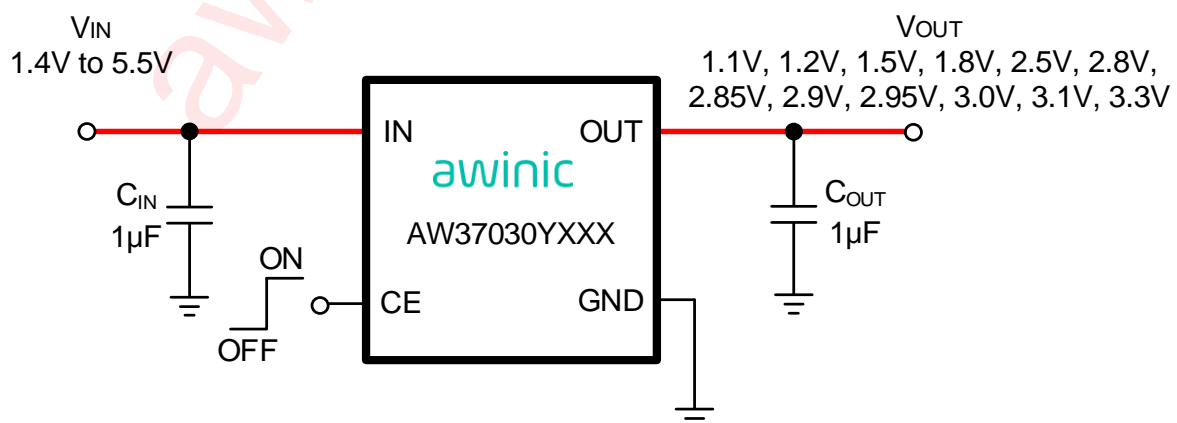 VIN
1.4V to 5.5V
VOUT
1.1V, 1.2V, 1.5V, 1.8V, 2.5V, 2.8V,
2.85V, 2.9V, 2.95V, 3.0V, 3.1V, 3.3V
IN
OUT
awinic
AW37030YXXX
CIN
1µF
COUT
1µF
ON
OFF
CE
GND